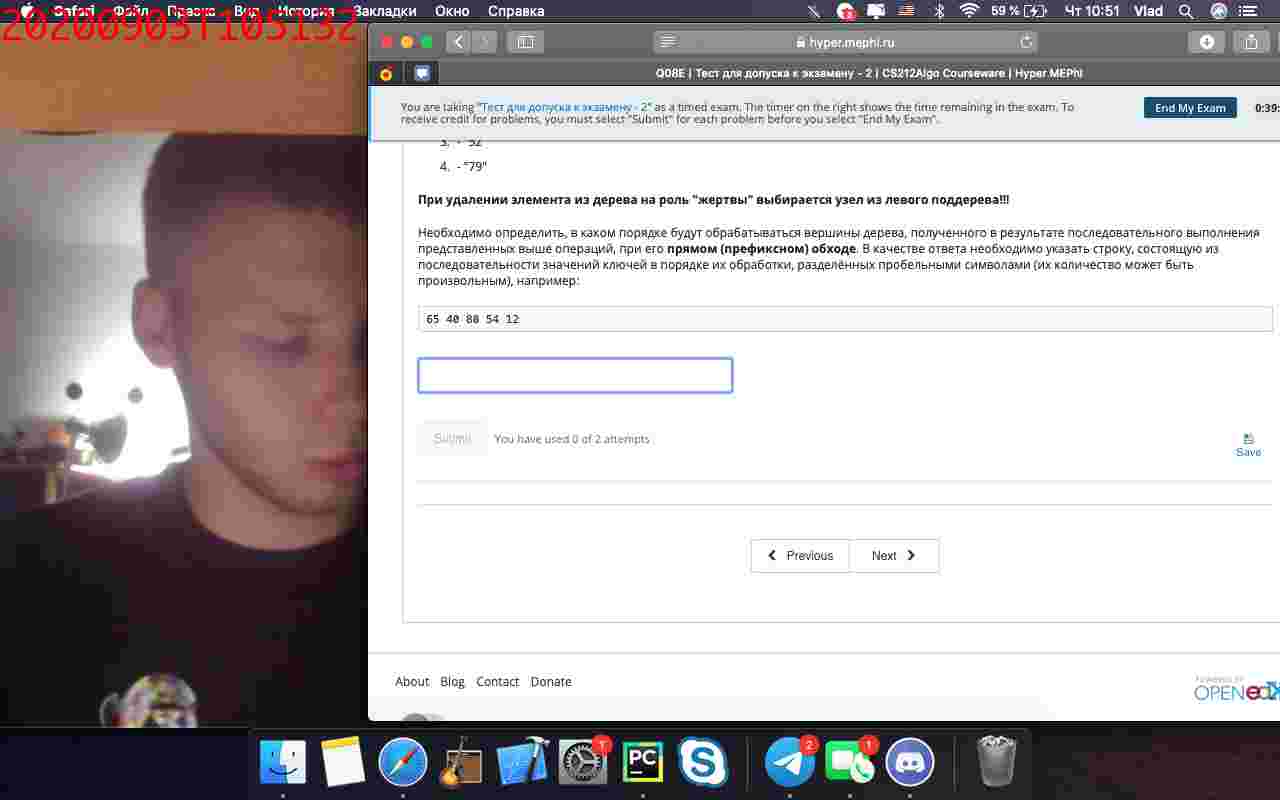 Safari Файл Правка Вид История Закладки Окно Справка 59 % Чт 10:51 Vlad
20200903T105132
hyper.mephi.ru
Q08E | Тест для допуска к экзамену - 2 | CS212Algo Courseware | Hyper.MEPhI
You are taking "Тест для допуска к экзамену - 2" as a timed exam. The timer on the right shows the time remaining in the exam. To
receive credit for problems, you must select "Submit" for each problem before you select "End My Exam".
End My Exam
0:39:
3. - "52"
4. - "79"
При удалении элемента из дерева на роль "жертвы" выбирается узел из левого поддерева!!!
Необходимо определить, в каком порядке будут обрабатываться вершины дерева, полученного в результате последовательного выполнения
представленных выше операций, при его прямом (префиксном) обходе. В качестве ответа необходимо указать строку, состоящую из
последовательности значений ключей в порядке их обработки, разделённых пробельными символами (их количество может быть
произвольным), например:
65 40 80 54 12
Submit You have used 0 of 2 attempts
Save
Previous Next
About Blog Contact Donate
POWERED BY
OPEN edX
1 PC 2 1